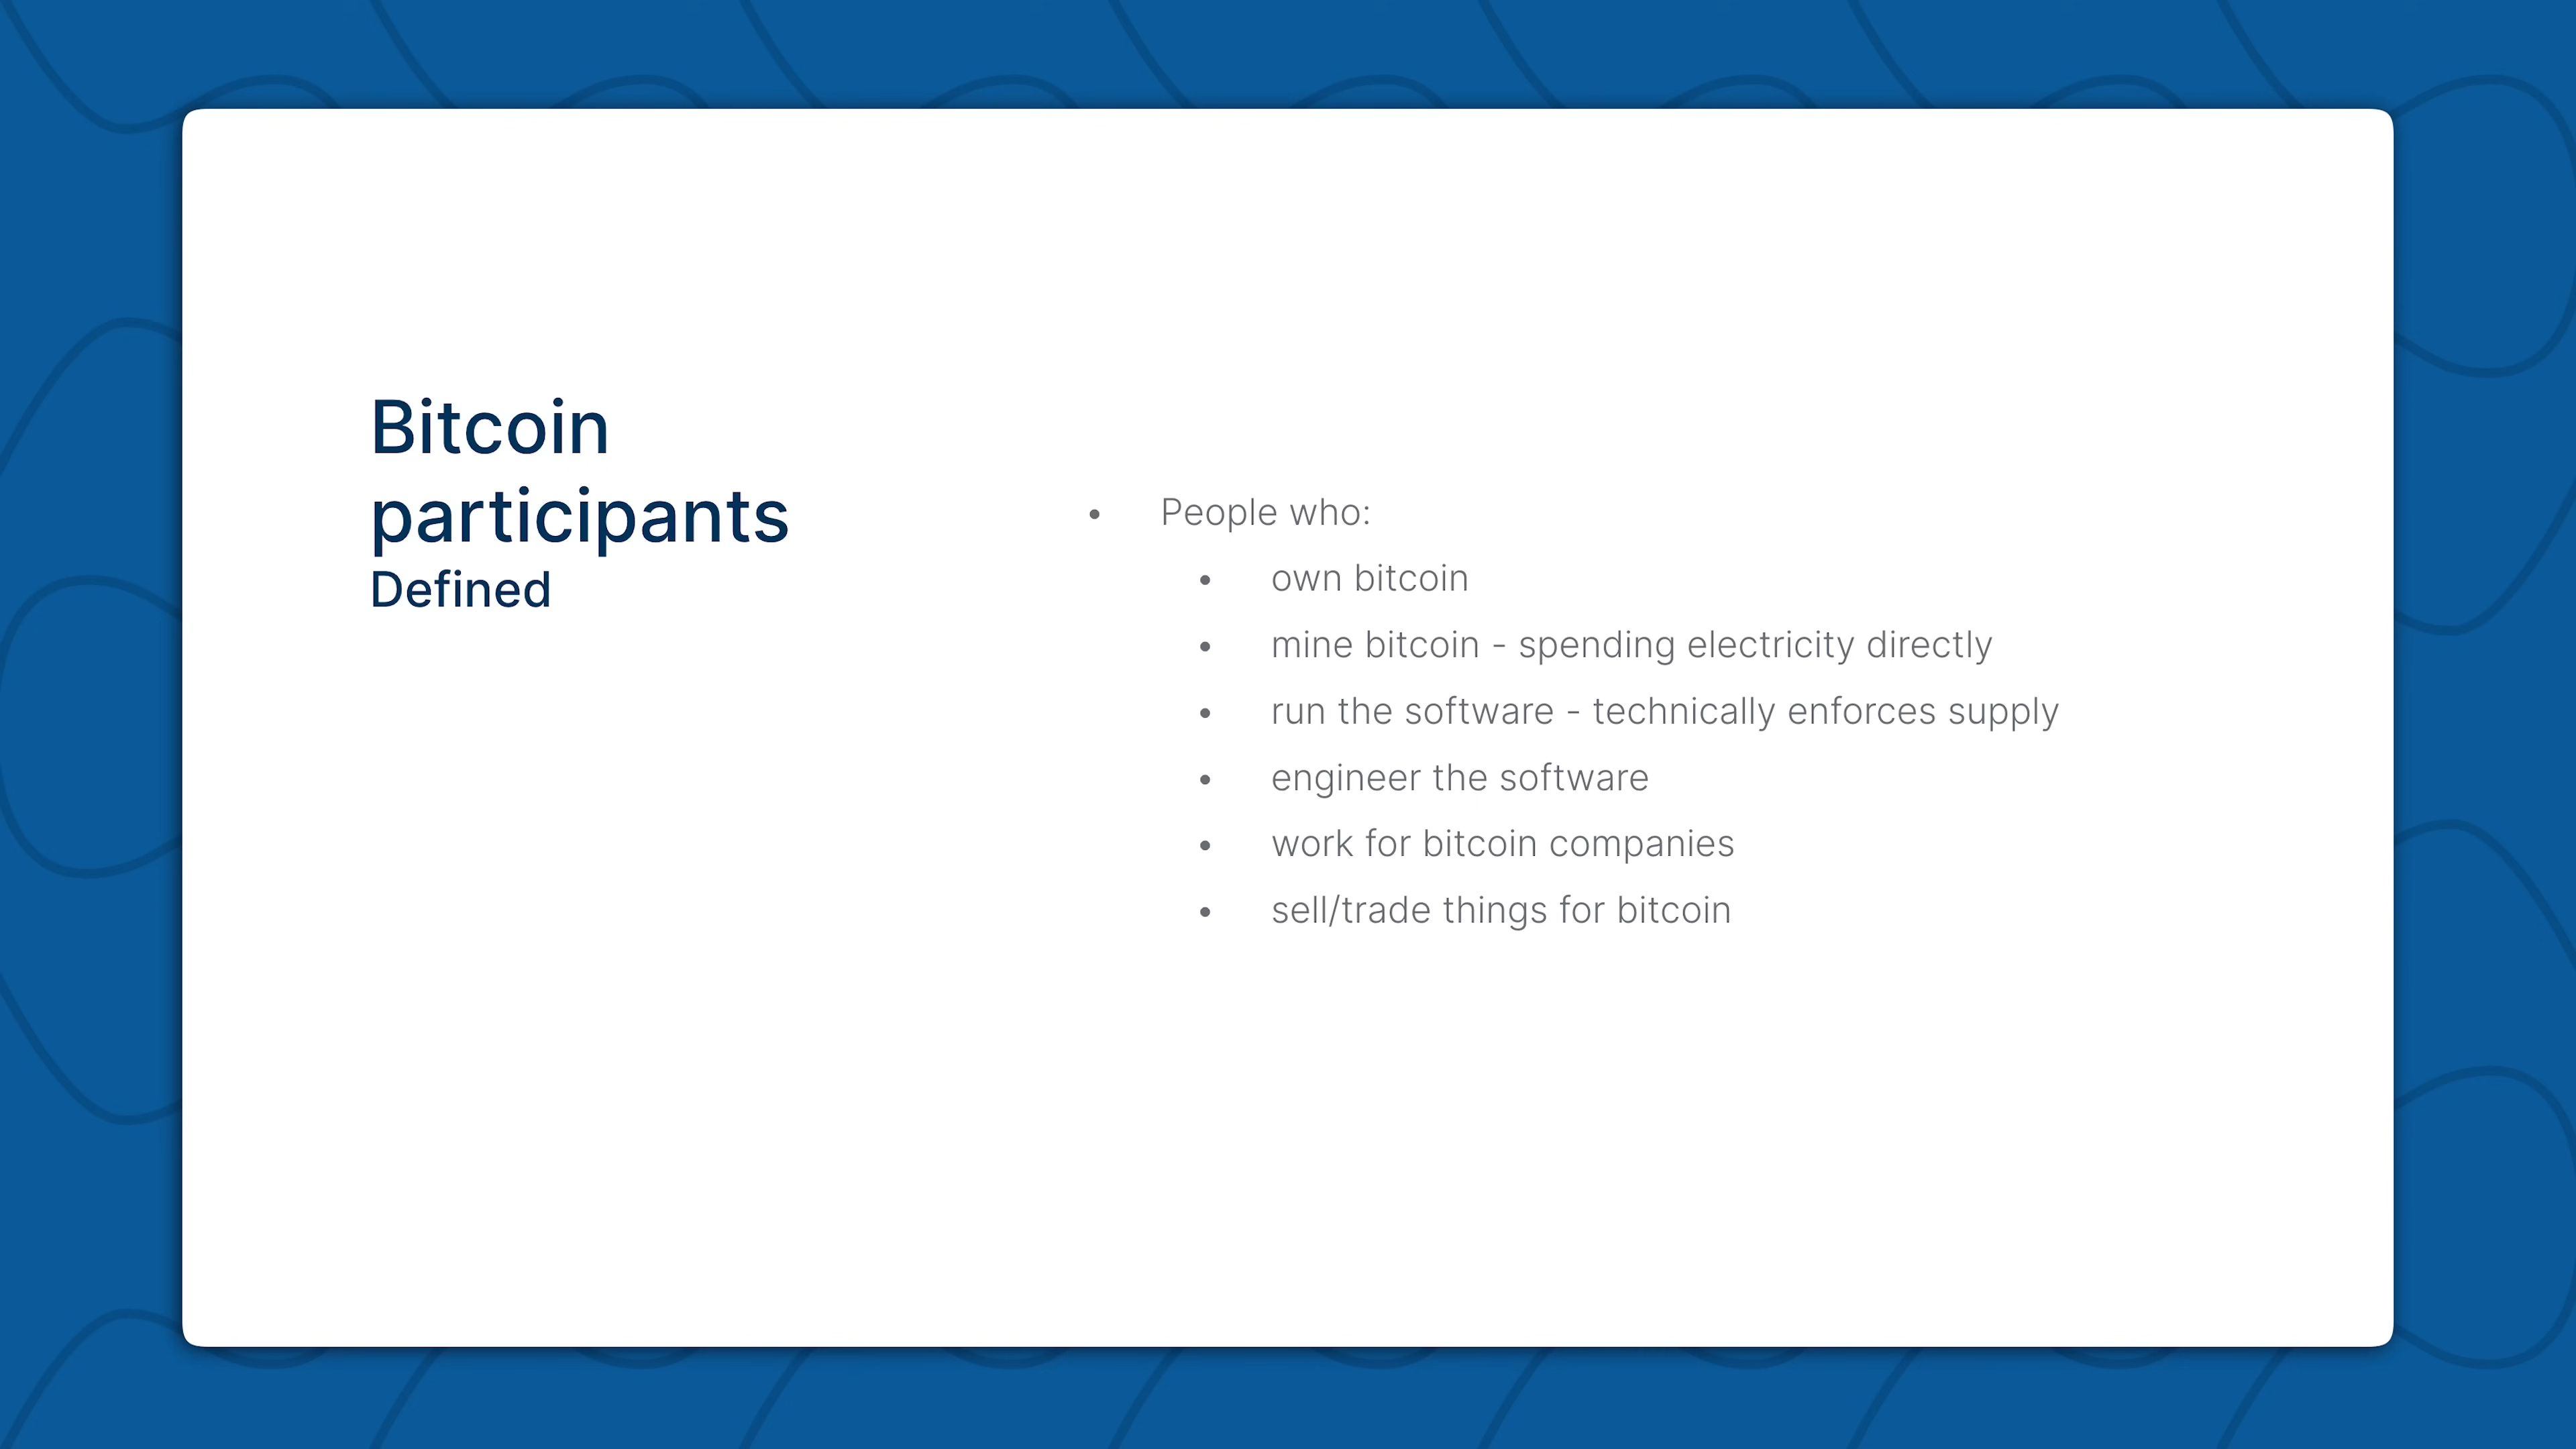 Bitcoin
participants
Defined
• People who:
• own bitcoin
• mine bitcoin - spending electricity directly
• run the software - technically enforces supply
• engineer the software
• work for bitcoin companies
• sell/trade things for bitcoin